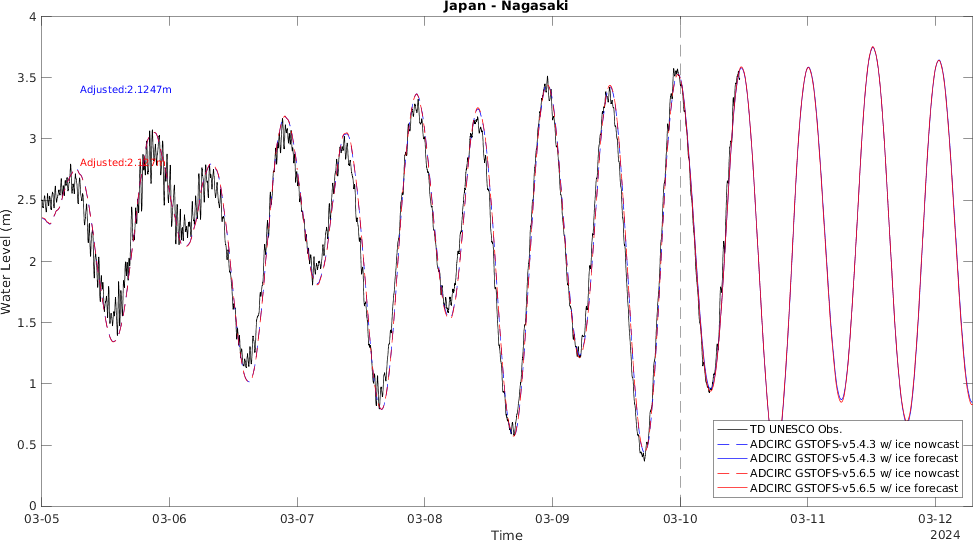 Japan - Nagasaki
4
3.5
3
2.5
2
1.5
1
0.5
0
Water Level (m)
Adjusted:2.1247m
03-05
03-06
03-07
03-08
03-09
03-10
03-11
03-12
Time
2024
TD UNESCO Obs.
ADCIRC GSTOFS-v5.4.3 w/ ice nowcast
ADCIRC GSTOFS-v5.4.3 w/ ice forecast
ADCIRC GSTOFS-v5.6.5 w/ ice nowcast
ADCIRC GSTOFS-v5.6.5 w/ ice forecast